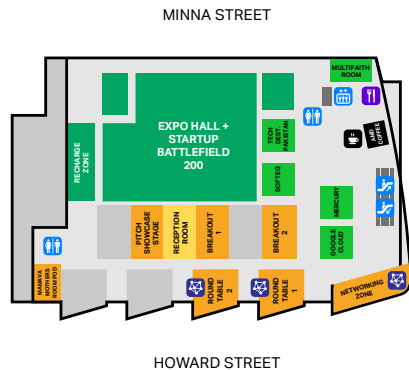 MINNA STREET
MULTIFAITH
ROOM
EXPO HALL +
STARTUP
BATTLEFIELD
200
TECH
DEST.
PAKISTAN
AND
COFFEE
RECHARGE
ZONE
SOFTEQ
MERCURY
PITCH
SHOWCASE
STAGE
RECEPTION
ROOM
BREAKOUT
1
BREAKOUT
2
GOOGLE
CLOUD
MAMAVA
MOTHERS
ROOM POD
ROUND
TABLE
2
ROUND
TABLE
1
NETWORKING
ZONE
HOWARD STREET